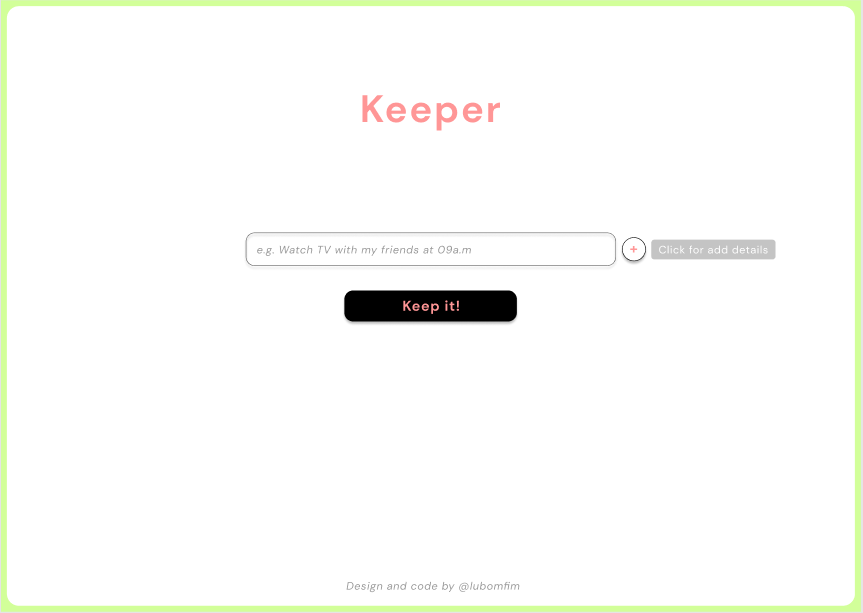 Keeper
e.g. Watch TV with my friends at 09a.m
+
Click for add details
Keep it!
Design and code by @lubomfim